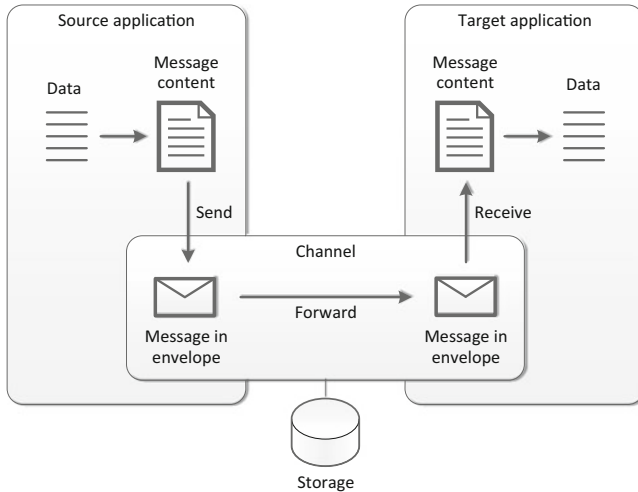 Source application
Target application
Data
Message
content
Message
content
Data
Send
Receive
Channel
Forward
Message in
envelope
Message in
envelope
Storage